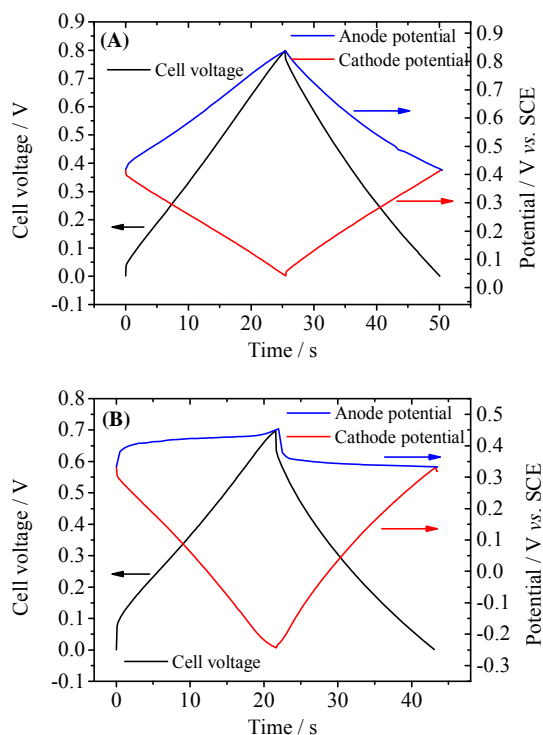 (A)
Anode potential
Cathode potential
Cell voltage
0.9
0.8
0.7
0.6
0.5
0.4
0.3
0.2
0.1
0.0
-0.1
Cell voltage / V
0.9
0.8
0.7
0.6
0.5
0.4
0.3
0.2
0.1
0.0
Potential / V vs. SCE
0 10 20 30 40 50
Time / s
(B)
Anode potential
Cathode potential
Cell voltage
0.8
0.7
0.6
0.5
0.4
0.3
0.2
0.1
0.0
-0.1
Cell voltage / V
0.5
0.4
0.3
0.2
0.1
0.0
-0.1
-0.2
-0.3
Potential / V vs. SCE
0 10 20 30 40
Time / s